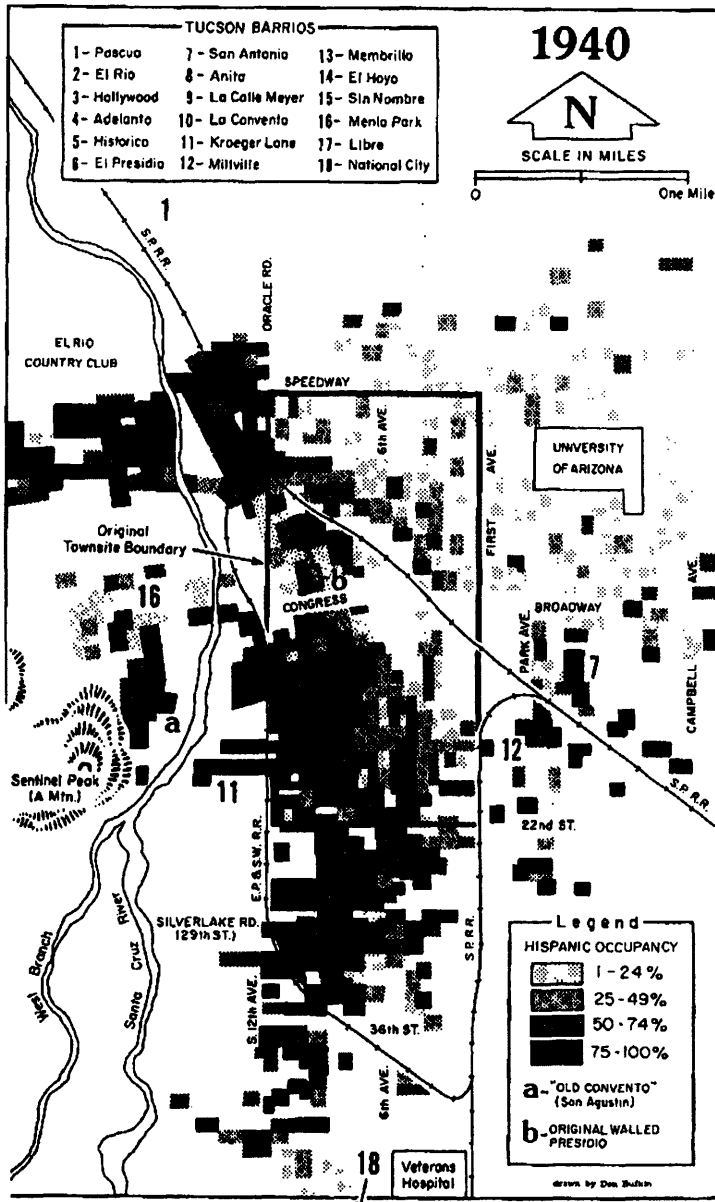 TUCSON BARRIOS
1- Pascua
2- El Rio
3- Hollywood
4- Adelanto
5- Historico
6- El Presidio
7- San Antonio
8- Anita
9- La Calle Meyer
10- La Convento
11- Kroeger Lane
12- Millville
13- Membrillo
14- El Hoyo
15- Sin Nombre
16- Menlo Park
17- Libre
18- National City
1940
N
SCALE IN MILES
0 One Mile
1
S.P.R.R.
ORACLE RD.
EL RIO
COUNTRY CLUB
SPEEDWAY
6th AVE.
FIRST AVE.
UNIVERSITY
OF ARIZONA
Original
Townsite Boundary
b
CONGRESS
16
BROADWAY
PARK AVE.
7
CAMPBELL AVE.
a
Sentinel Peak
(A Mtn.)
11
12
S.P.R.R.
22nd ST.
E.P. & S.W. R.R.
SILVERLAKE RD.
(29th ST.)
West Branch
Santa Cruz River
S. 12th AVE.
S.P.R.R.
36th ST.
6th AVE.
18
Veterans
Hospital
Legend
HISPANIC OCCUPANCY
1-24%
25-49%
50-74%
75-100%
a-"OLD CONVENTO"
(San Agustin)
b-ORIGINAL WALLED
PRESIDIO
drawn by Don Bufkin